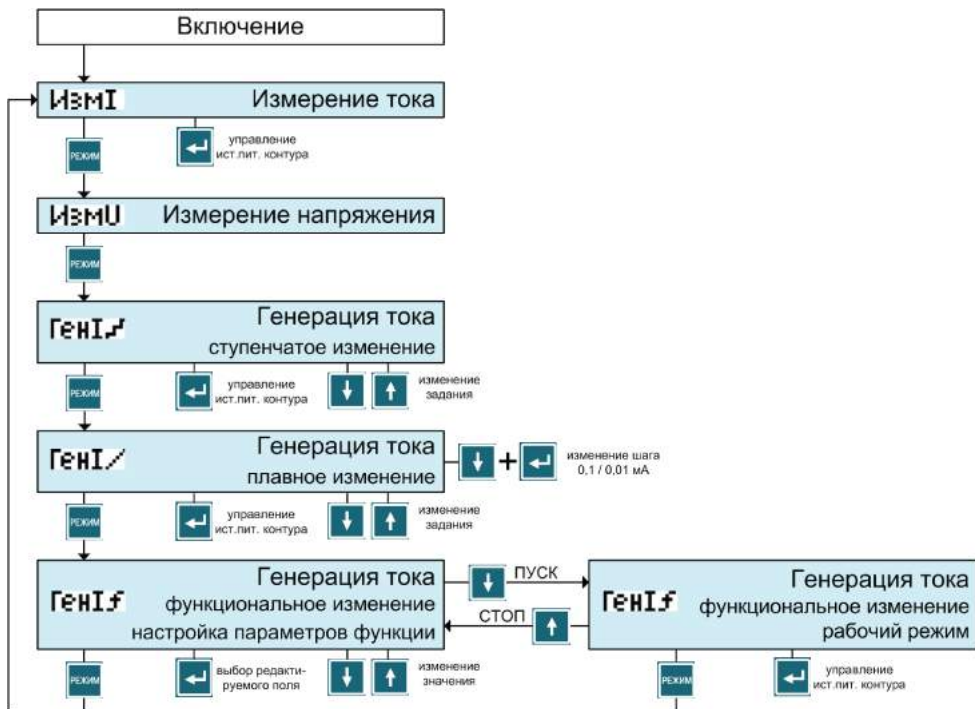 Включение
ИзмI
Измерение тока
РЕЖИМ
управление
ист.пит. контура
ИзмU
Измерение напряжения
РЕЖИМ
ГенI
Генерация тока
ступенчатое изменение
РЕЖИМ
управление
ист.пит. контура
изменение
задания
ГенI
Генерация тока
плавное изменение
+
изменение шага
0,1 / 0,01 мА
РЕЖИМ
управление
ист.пит. контура
изменение
задания
ГенIf
Генерация тока
функциональное изменение
настройка параметров функции
ПУСК
СТОП
ГенIf
Генерация тока
функциональное изменение
рабочий режим
РЕЖИМ
выбор редакти-
руемого поля
изменение
значения
РЕЖИМ
управление
ист.пит. контура